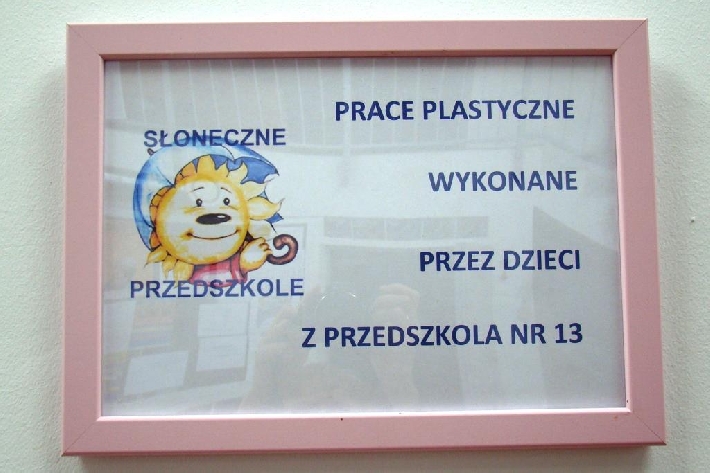 SŁONECZNE
PRZEDSZKOLE
PRACE PLASTYCZNE
WYKONANE
PRZEZ DZIECI
Z PRZEDSZKOLA NR 13